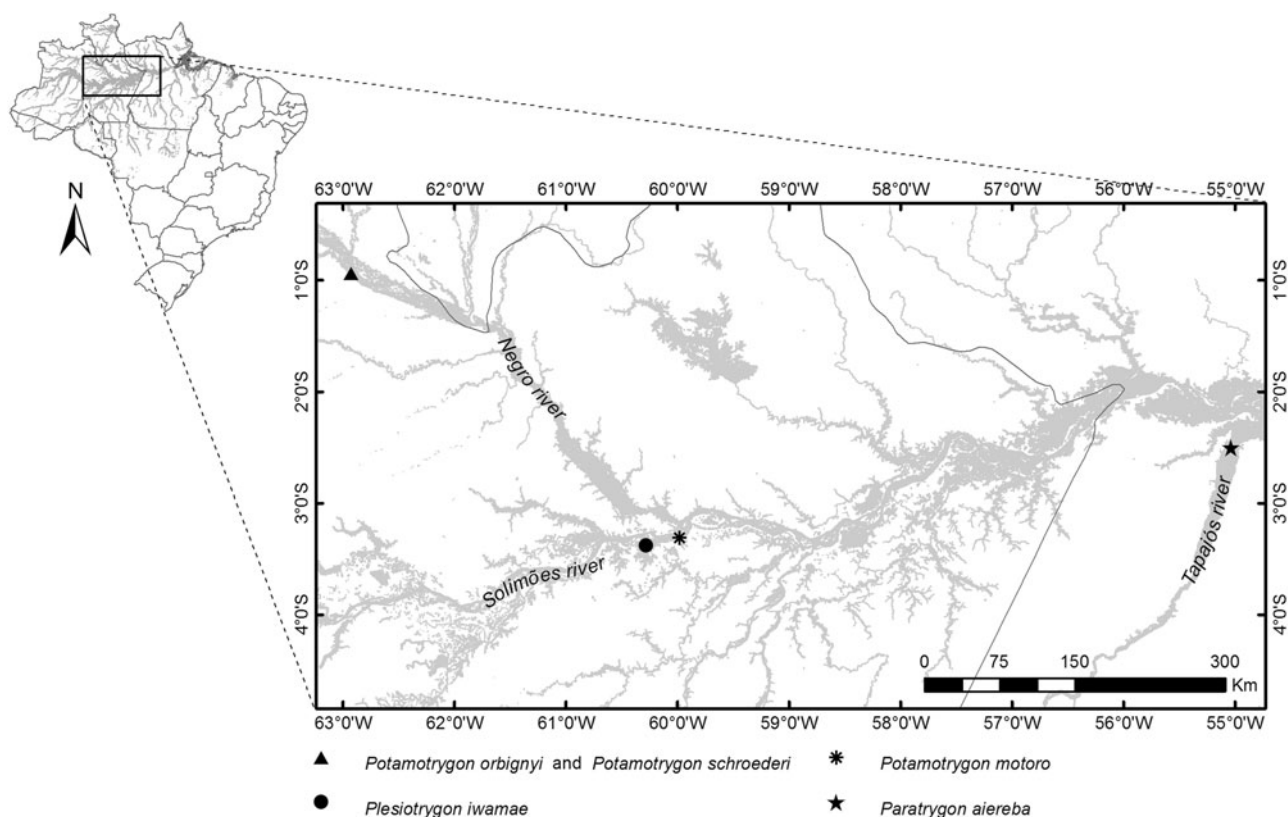 N
63°0'W 62°0'W 61°0'W 60°0'W 59°0'W 58°0'W 57°0'W 56°0'W 55°0'W
1°0'S 1°0'S
2°0'S 2°0'S
3°0'S 3°0'S
4°0'S 4°0'S
Negro river
Solimões river
Tapajós river
0 75 150 300
Km
63°0'W 62°0'W 61°0'W 60°0'W 59°0'W 58°0'W 57°0'W 56°0'W 55°0'W
Potamotrygon orbignyi and Potamotrygon schroederi
Potamotrygon motoro
Plesiotrygon iwamae
Paratrygon aiereba